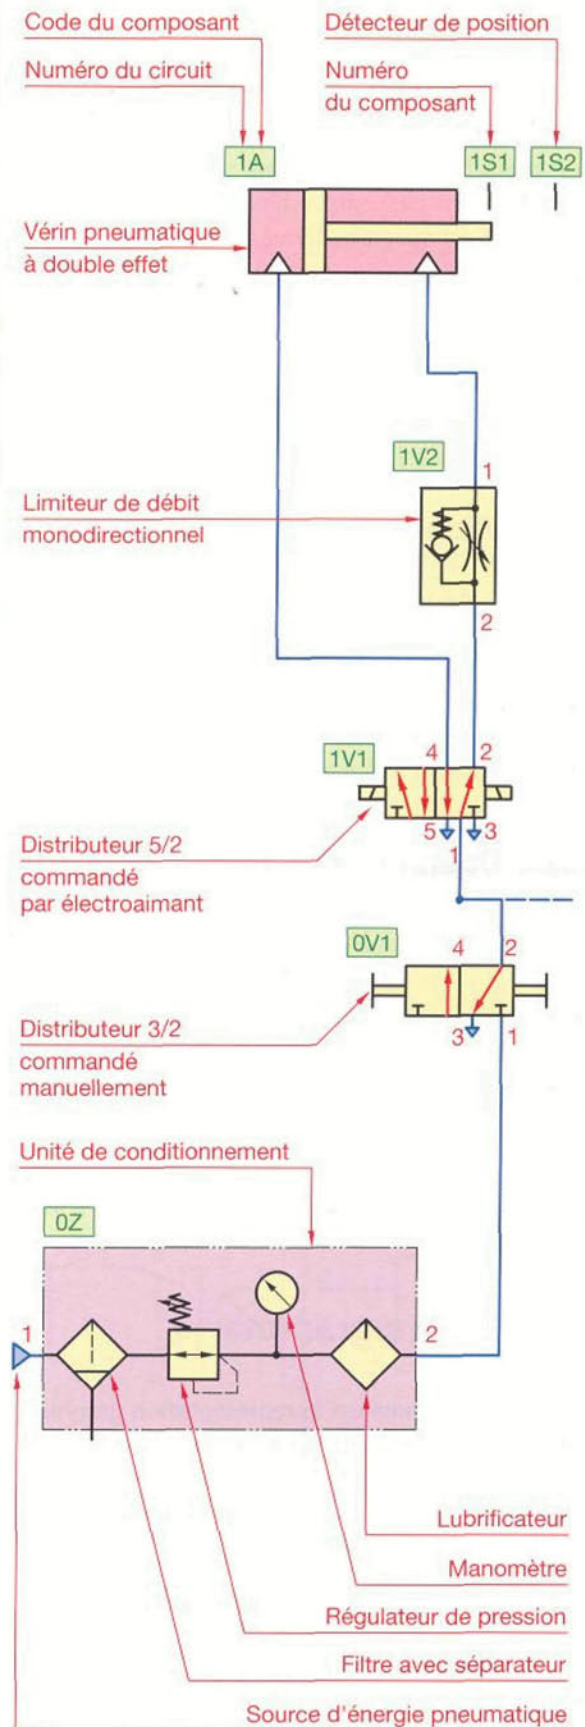 Code du composant
Détecteur de position
Numéro du circuit
Numéro
du composant
1A
1S1
1S2
Vérin pneumatique
à double effet
1V2
1
Limiteur de débit
monodirectionnel
2
1V1
4
2
5
3
1
Distributeur 5/2
commandé
par électroaimant
0V1
4
2
3
1
Distributeur 3/2
commandé
manuellement
Unité de conditionnement
0Z
1
2
Lubrificateur
Manomètre
Régulateur de pression
Filtre avec séparateur
Source d'énergie pneumatique